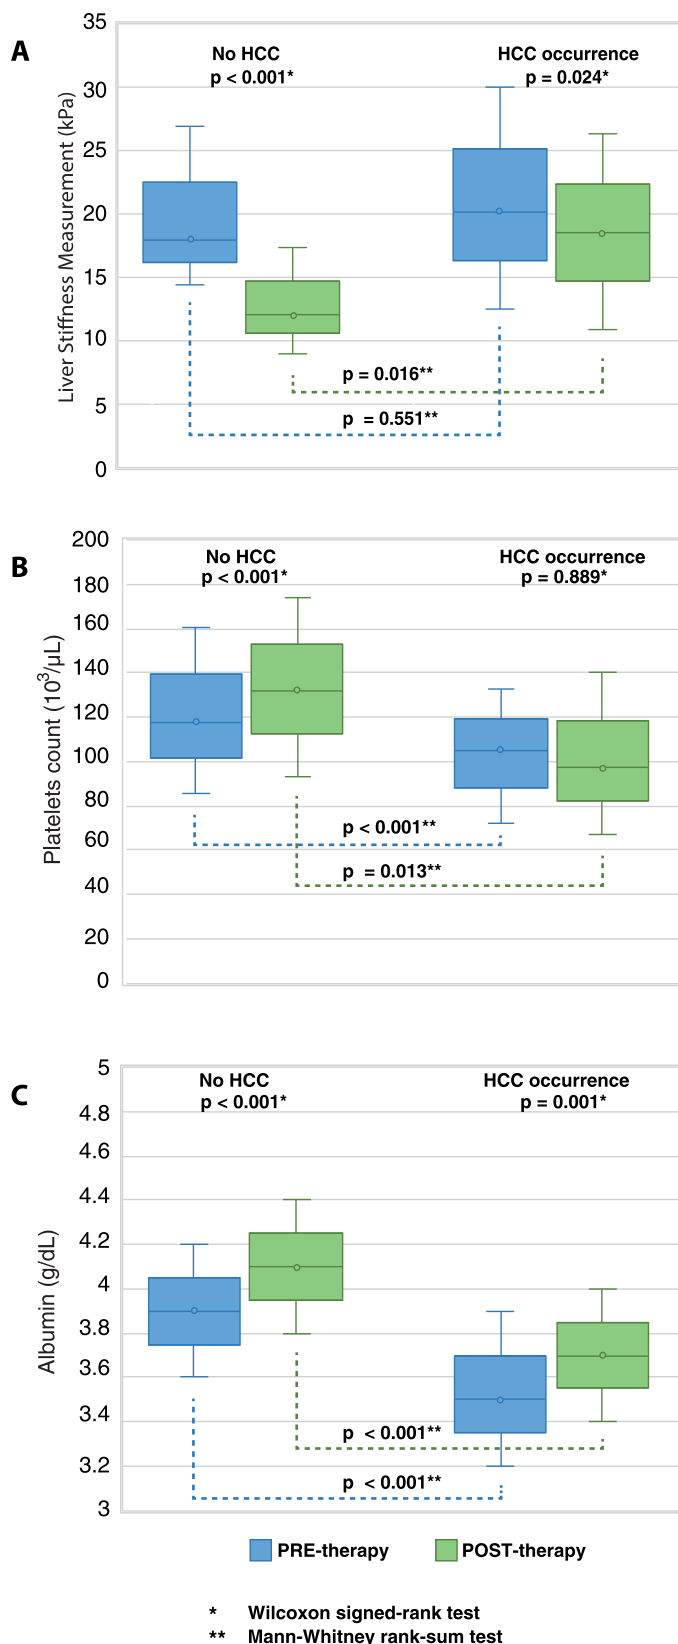 A
Liver Stiffness Measurement (kPa)
35
30
25
20
15
10
5
0
No HCC
p < 0.001*
HCC occurrence
p = 0.024*
p = 0.016**
p = 0.551**
B
Platelets count (10³/µL)
200
180
160
140
120
100
80
60
40
20
0
No HCC
p < 0.001*
HCC occurrence
p = 0.889*
p < 0.001**
p = 0.013**
C
Albumin (g/dL)
5
4.8
4.6
4.4
4.2
4
3.8
3.6
3.4
3.2
3
No HCC
p < 0.001*
HCC occurrence
p = 0.001*
p < 0.001**
p < 0.001**
PRE-therapy
POST-therapy
* Wilcoxon signed-rank test
** Mann-Whitney rank-sum test